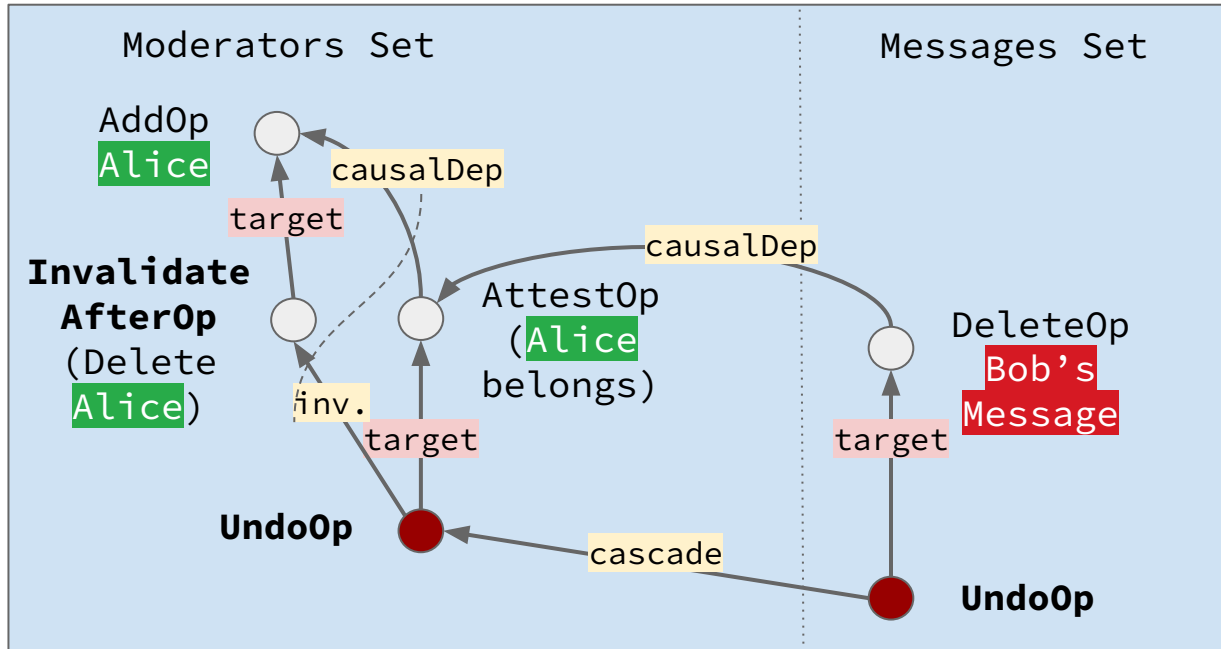 Moderators Set
Messages Set
AddOp
Alice
causalDep
target
causalDep
Invalidate
AfterOp
(Delete
Alice)
AttestOp
(Alice
belongs)
DeleteOp
Bob’s
Message
inv.
target
target
UndoOp
cascade
UndoOp